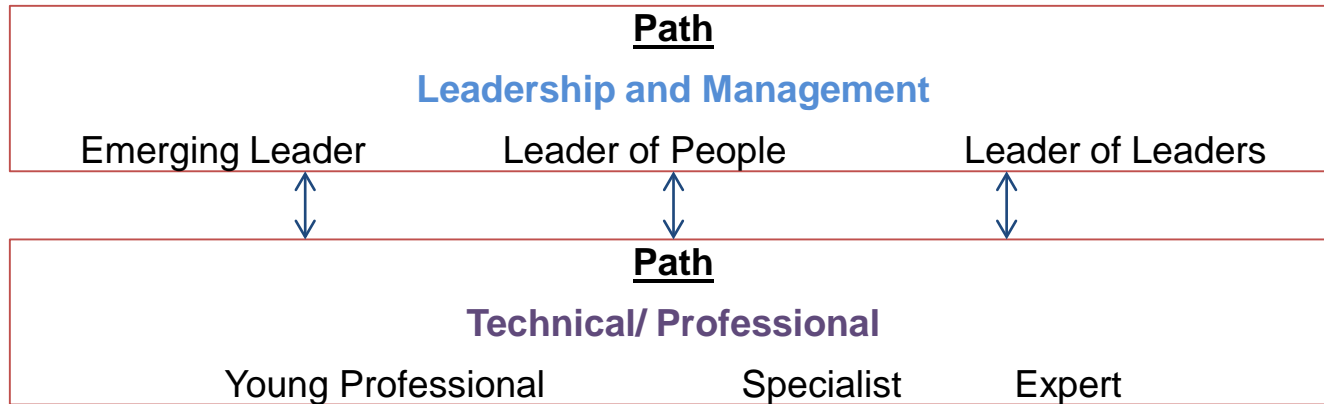 Path
Leadership and Management
Emerging Leader Leader of People Leader of Leaders
Path
Technical/ Professional
Young Professional Specialist Expert